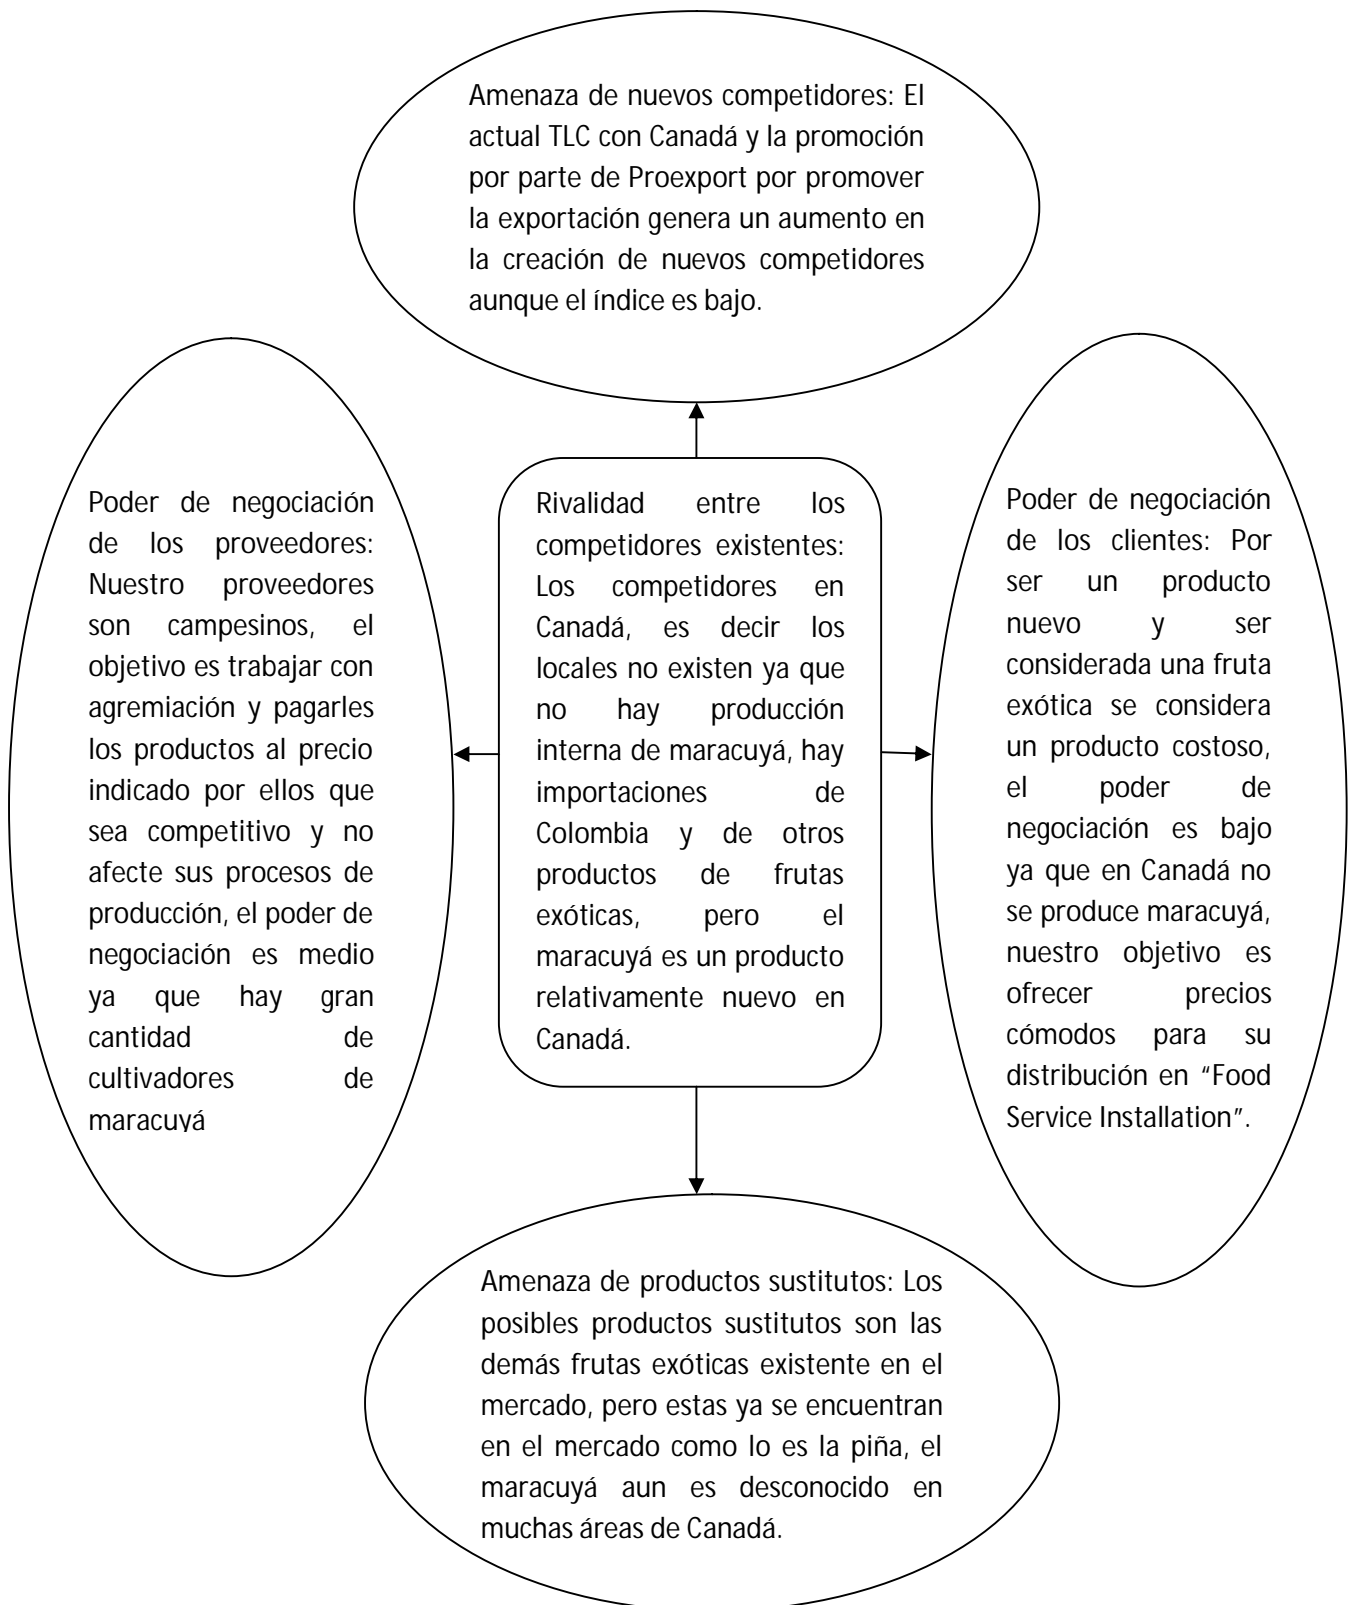 Amenaza de nuevos competidores: El
actual TLC con Canadá y la promoción
por parte de Proexport por promover
la exportación genera un aumento en
la creación de nuevos competidores
aunque el índice es bajo.
Poder de negociación
de los proveedores:
Nuestro proveedores
son campesinos, el
objetivo es trabajar con
agremiación y pagarles
los productos al precio
indicado por ellos que
sea competitivo y no
afecte sus procesos de
producción, el poder de
negociación es medio
ya que hay gran
cantidad de
cultivadores de
maracuyá
Rivalidad entre los
competidores existentes:
Los competidores en
Canadá, es decir los
locales no existen ya que
no hay producción
interna de maracuyá, hay
importaciones de
Colombia y de otros
productos de frutas
exóticas, pero el
maracuyá es un producto
relativamente nuevo en
Canadá.
Poder de negociación
de los clientes: Por
ser un producto
nuevo y ser
considerada una fruta
exótica se considera
un producto costoso,
el poder de
negociación es bajo
ya que en Canadá no
se produce maracuyá,
nuestro objetivo es
ofrecer precios
cómodos para su
distribución en “Food
Service Installation”.
Amenaza de productos sustitutos: Los
posibles productos sustitutos son las
demás frutas exóticas existente en el
mercado, pero estas ya se encuentran
en el mercado como lo es la piña, el
maracuyá aun es desconocido en
muchas áreas de Canadá.